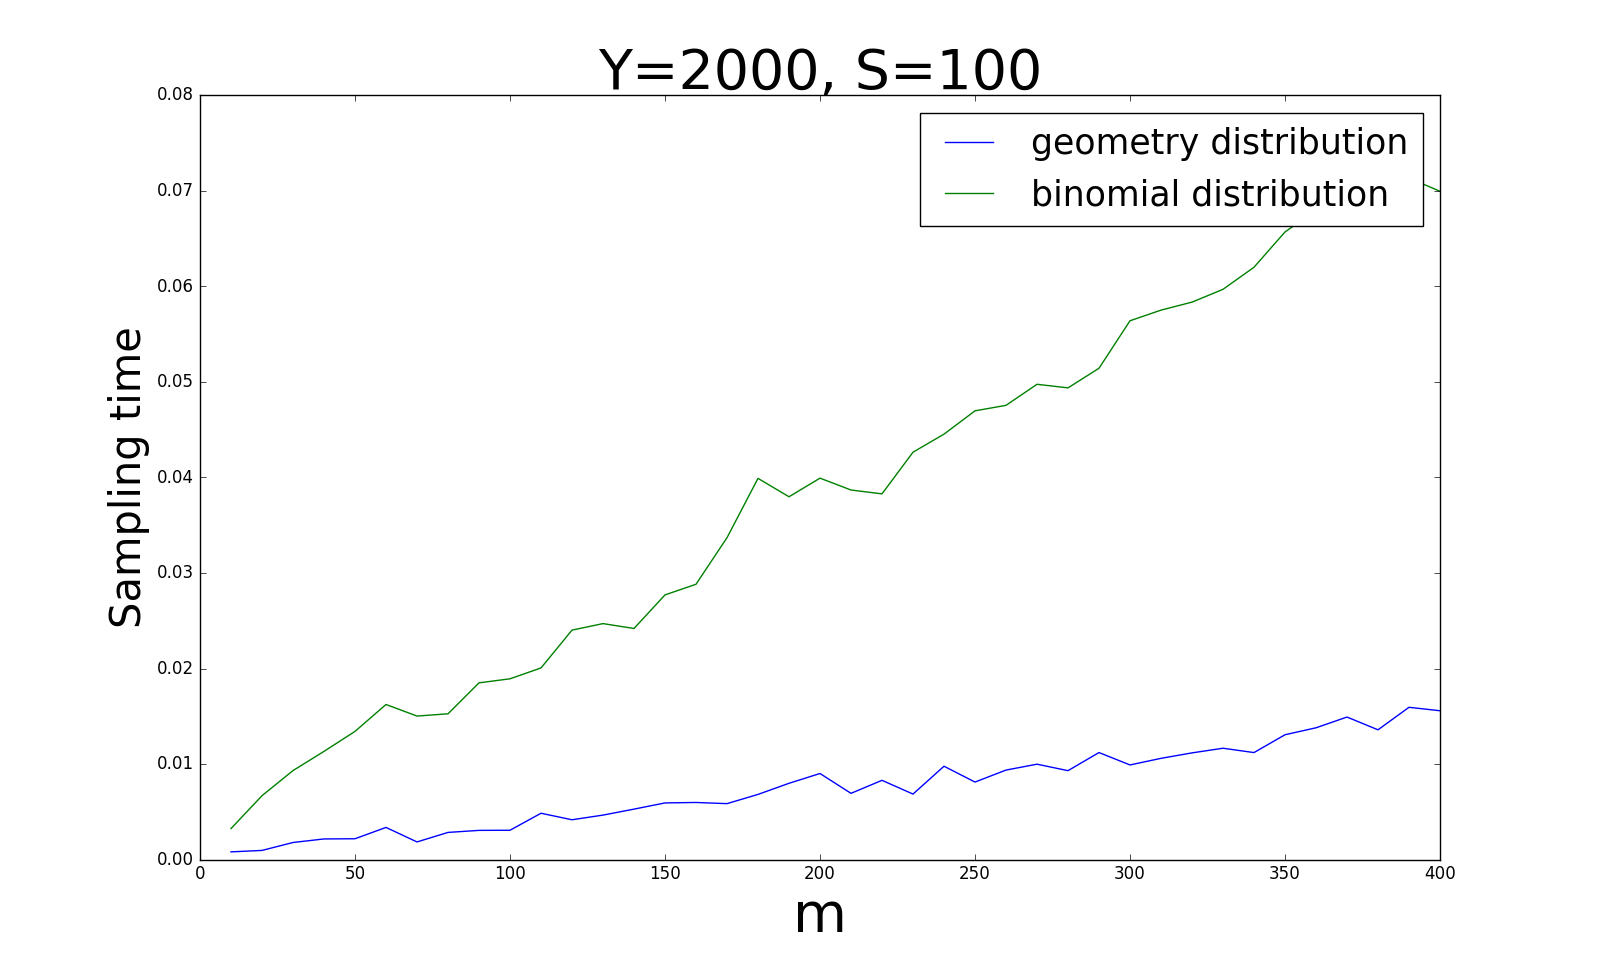 Y=2000, S=100
geometry distribution
binomial distribution
Sampling time
0.08
0.07
0.06
0.05
0.04
0.03
0.02
0.01
0.00
0 50 100 150 200 250 300 350 400
m